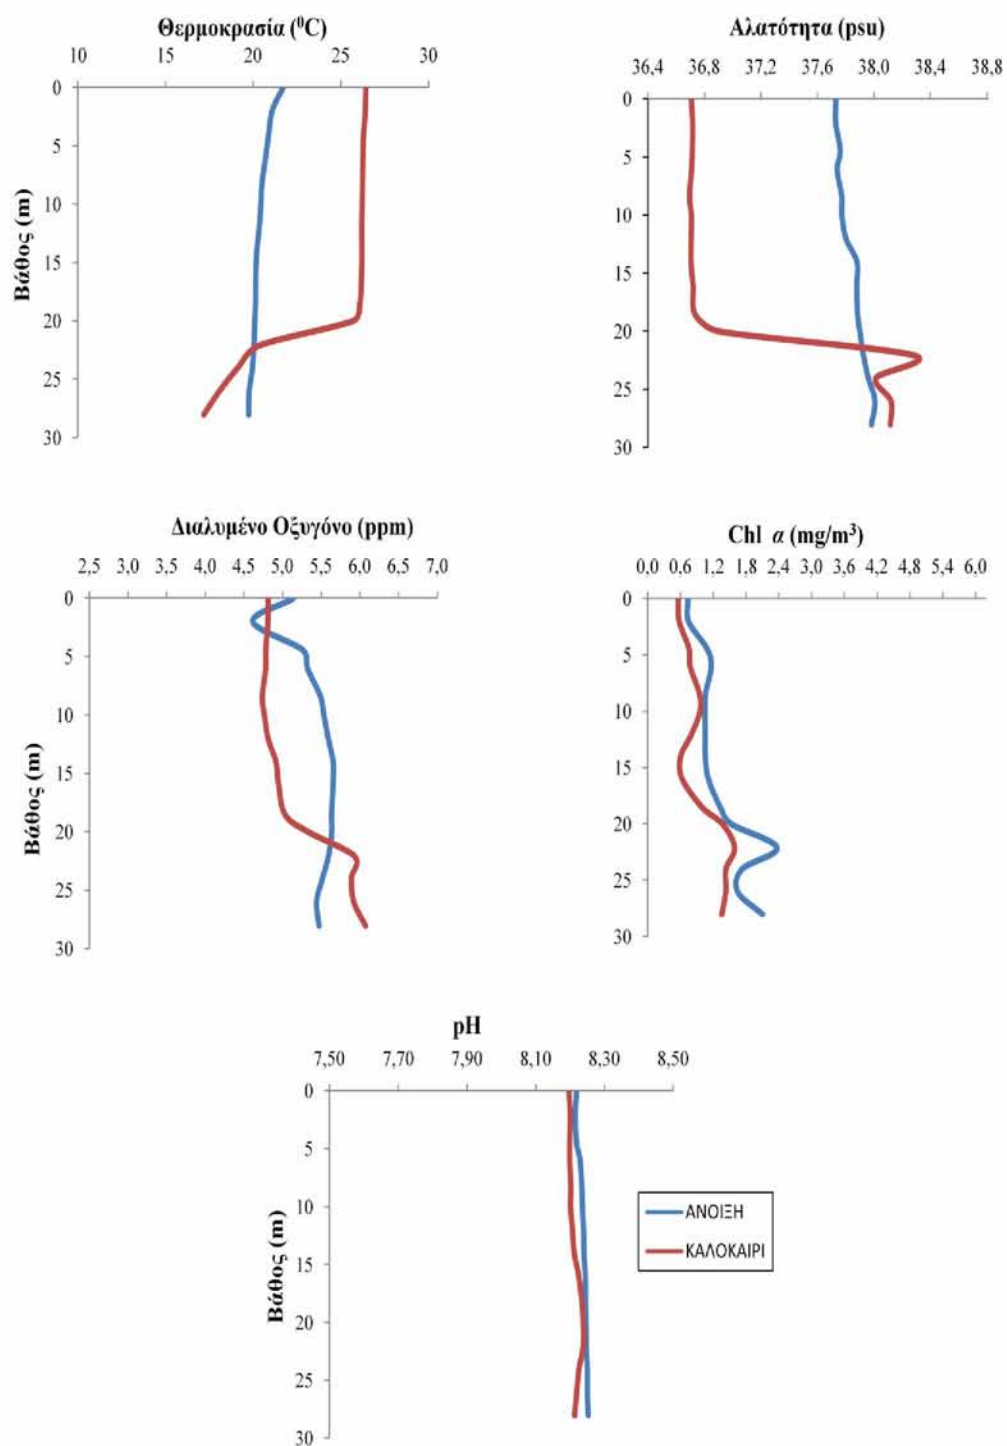 Θερμοκρασία (⁰C)
10 15 20 25 30
0
5
10
15
20
25
30
Βάθος (m)
Αλατότητα (psu)
36,4 36,8 37,2 37,6 38,0 38,4 38,8
0
5
10
15
20
25
30
Διαλυμένο Οξυγόνο (ppm)
2,5 3,0 3,5 4,0 4,5 5,0 5,5 6,0 6,5 7,0
0
5
10
15
20
25
30
Βάθος (m)
Chl α (mg/m³)
0,0 0,6 1,2 1,8 2,4 3,0 3,6 4,2 4,8 5,4 6,0
0
5
10
15
20
25
30
pH
7,50 7,70 7,90 8,10 8,30 8,50
0
5
10
15
20
25
30
Βάθος (m)
ΑΝΟΙΞΗ
ΚΑΛΟΚΑΙΡΙ